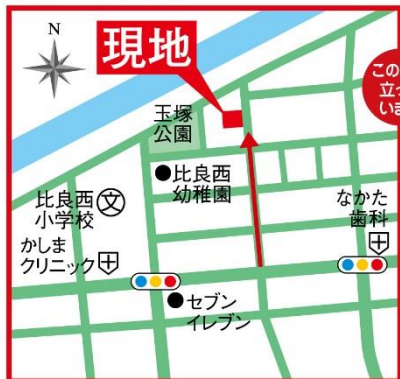 N
現地
この
立っ
いま
玉塚
公園
比良西
幼稚園
比良西
小学校
文
かしま
クリニック
なかた
歯科
セブン
イレブン